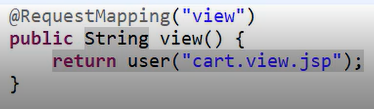 @RequestMapping("view")
public String view() {
return user("cart.view.jsp");
}